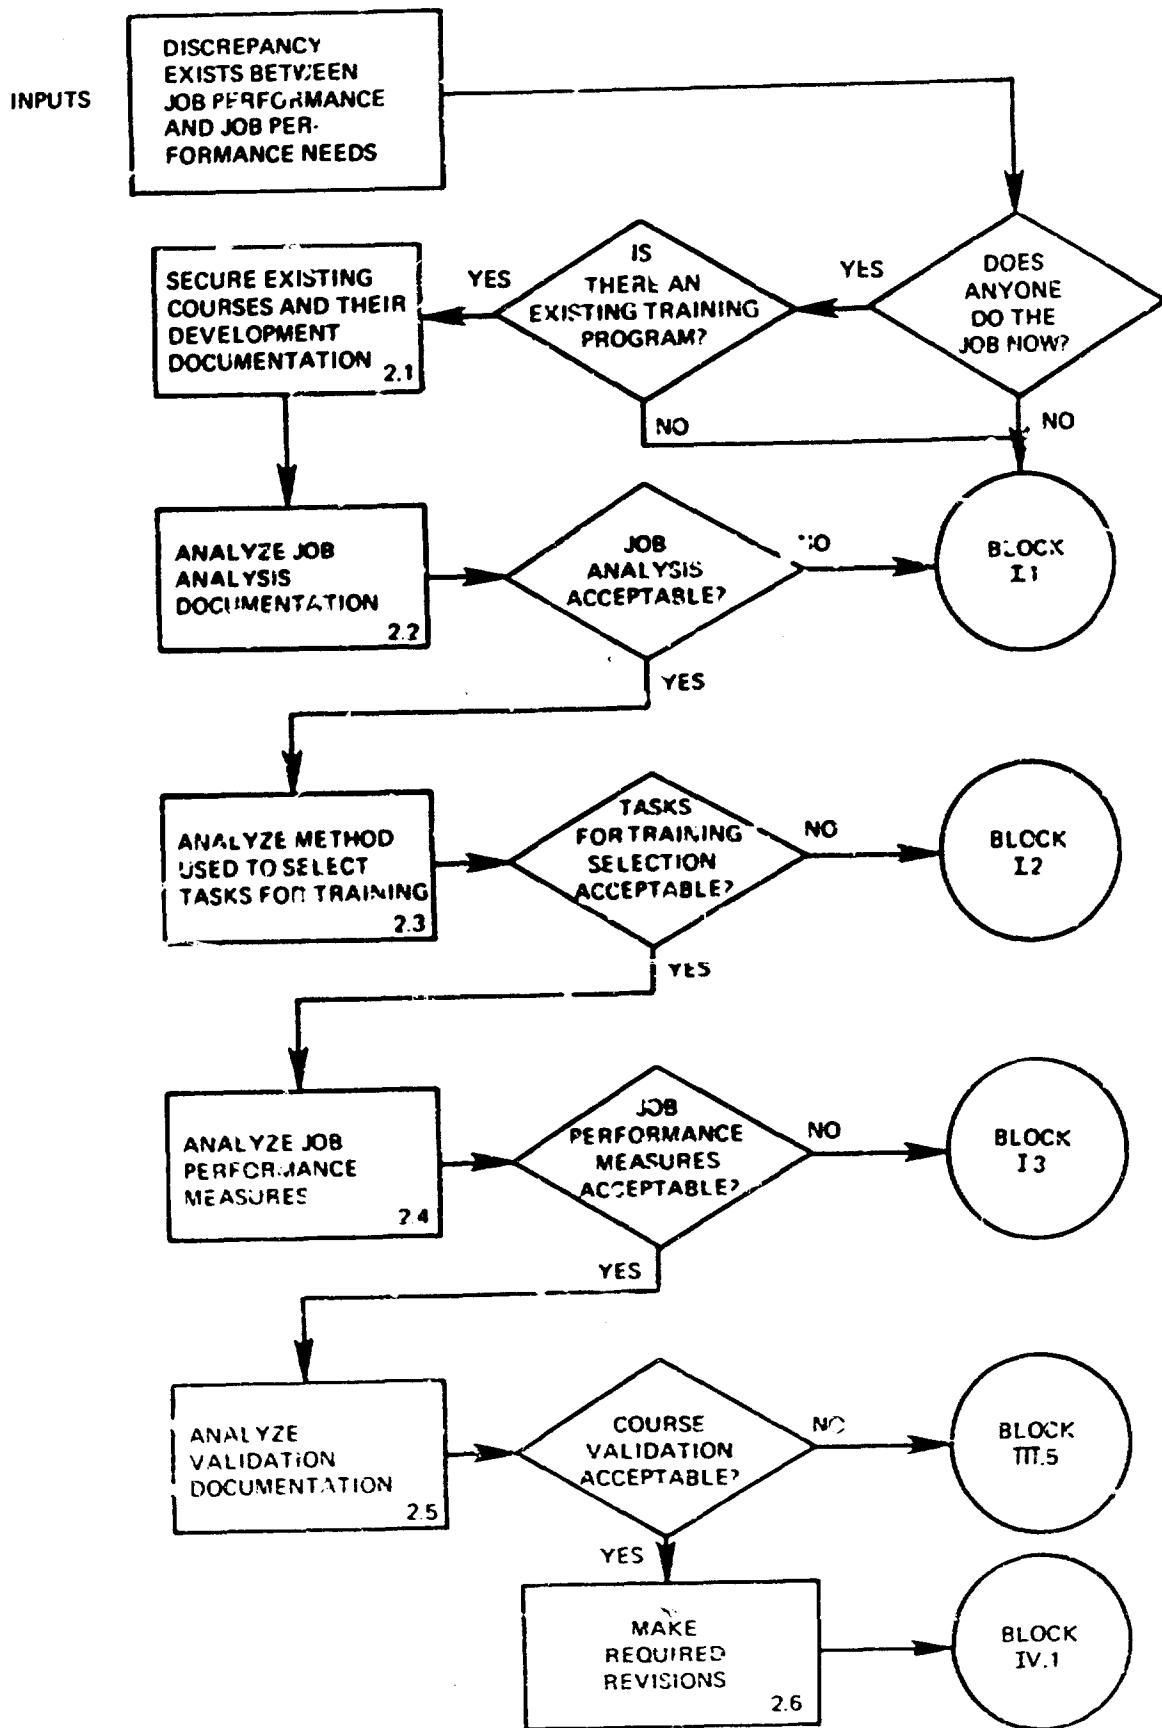 INPUTS
DISCREPANCY
EXISTS BETWEEN
JOB PERFORMANCE
AND JOB PER-
FORMANCE NEEDS
DOES
ANYONE
DO THE
JOB NOW?
YES
NO
IS
THERE AN
EXISTING TRAINING
PROGRAM?
YES
NO
SECURE EXISTING
COURSES AND THEIR
DEVELOPMENT
DOCUMENTATION
2.1
ANALYZE JOB
ANALYSIS
DOCUMENTATION
2.2
JOB
ANALYSIS
ACCEPTABLE?
NO
BLOCK
I.1
YES
ANALYZE METHOD
USED TO SELECT
TASKS FOR TRAINING
2.3
TASKS
FOR TRAINING
SELECTION
ACCEPTABLE?
NO
BLOCK
I.2
YES
ANALYZE JOB
PERFORMANCE
MEASURES
2.4
JOB
PERFORMANCE
MEASURES
ACCEPTABLE?
NO
BLOCK
I.3
YES
ANALYZE
VALIDATION
DOCUMENTATION
2.5
COURSE
VALIDATION
ACCEPTABLE?
NO
BLOCK
III.5
YES
MAKE
REQUIRED
REVISIONS
2.6
BLOCK
IV.1